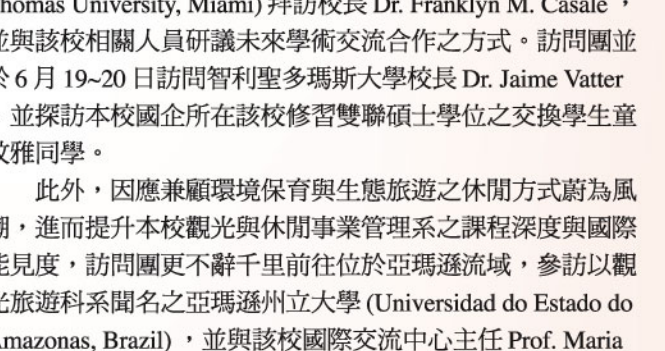 homas University, Miami) 拜訪校長 Dr. Franklyn M. Casale，
並與該校相關人員研議未來學術交流合作之方式。訪問團並
於 6 月 19~20 日訪問智利聖多瑪斯大學校長 Dr. Jaime Vatter
並探訪本校國企所在該校修習雙聯碩士學位之交換學生童
雅同學。
此外，因應兼顧環境保育與生態旅遊之休閒方式蔚為風
潮，進而提升本校觀光與休閒事業管理系之課程深度與國際
能見度，訪問團更不辭千里前往位於亞瑪遜流域，參訪以觀
光旅遊科系聞名之亞瑪遜州立大學 (Universidad do Estado do
Amazonas, Brazil) ，並與該校國際交流中心主任 Prof. Maria